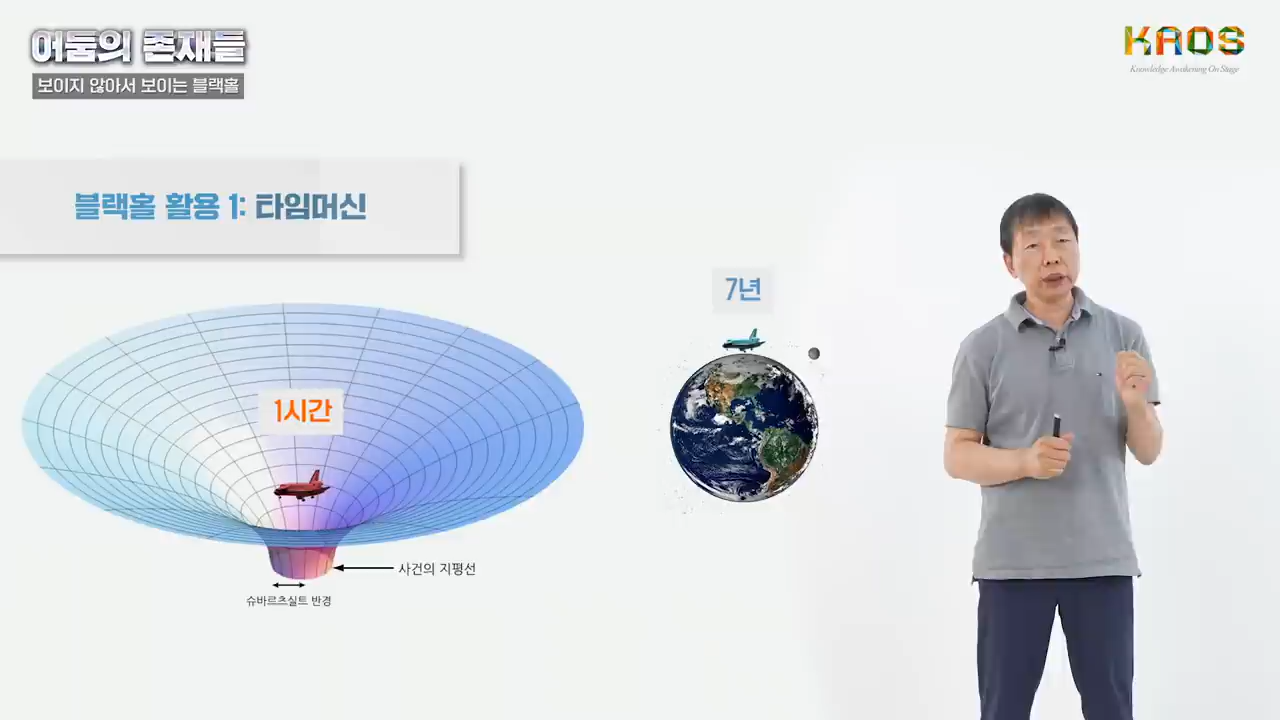 어둠의 존재들
보이지 않아서 보이는 블랙홀
KAOS
Knowledge Awakening On Stage
블랙홀 활용 1: 타임머신
7년
1시간
사건의 지평선
슈바르츠실트 반경